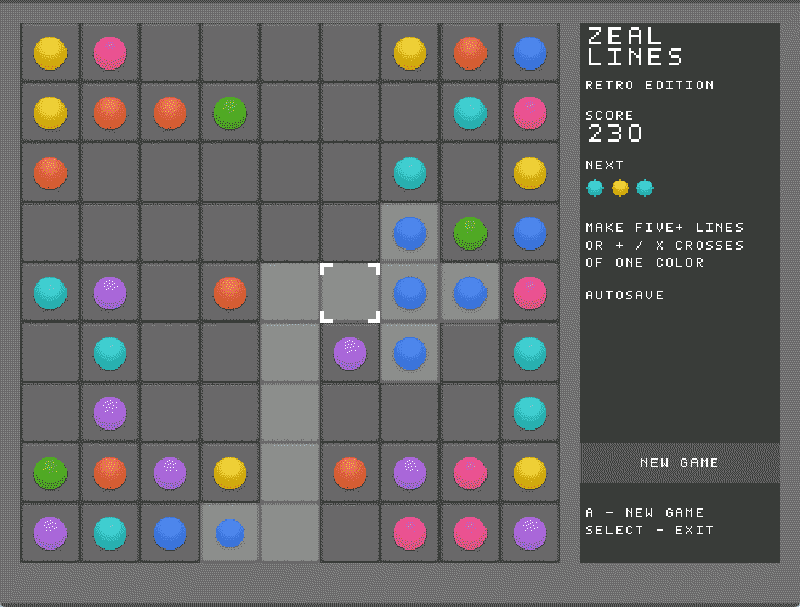 ZEAL
LINES
RETRO EDITION
SCORE
230
NEXT
MAKE FIVE+ LINES
OR + / X CROSSES
OF ONE COLOR
AUTOSAVE
NEW GAME
A - NEW GAME
SELECT - EXIT